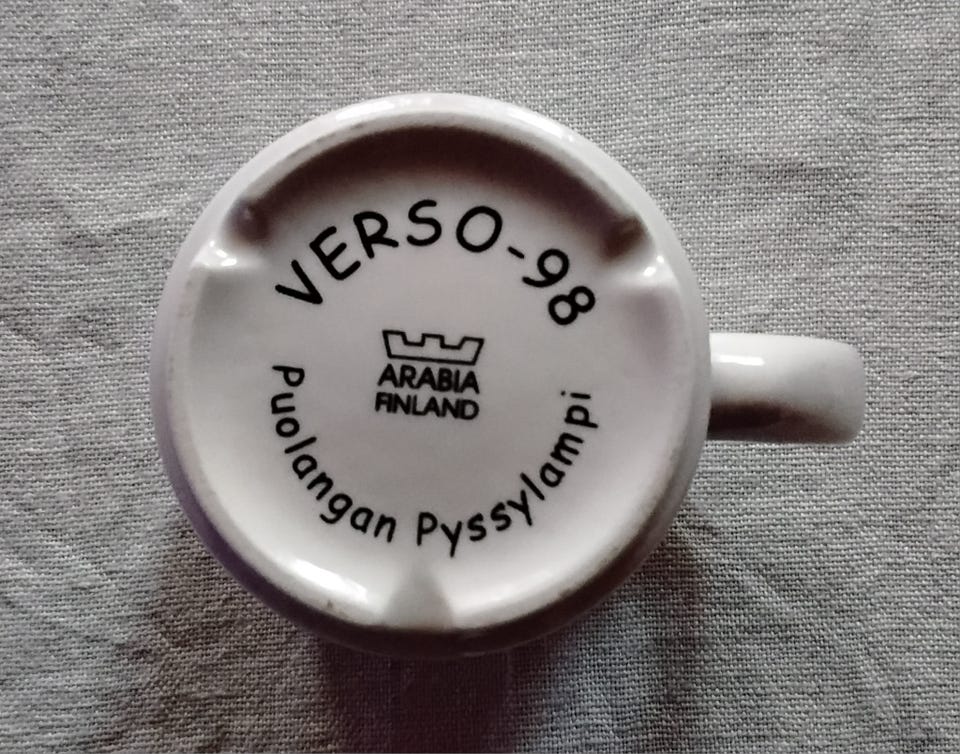 VERSO-98
ARABIA
FINLAND
Puolangan Pyssylampi